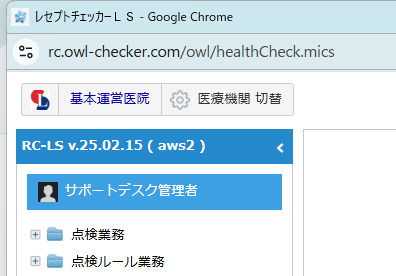 レセプトチェッカーＬＳ - Google Chrome
rc.owl-checker.com/owl/healthCheck.mics
基本運営医院 医療機関 切替
RC-LS v.25.02.15 ( aws2 )
サポートデスク管理者
点検業務
点検ルール業務